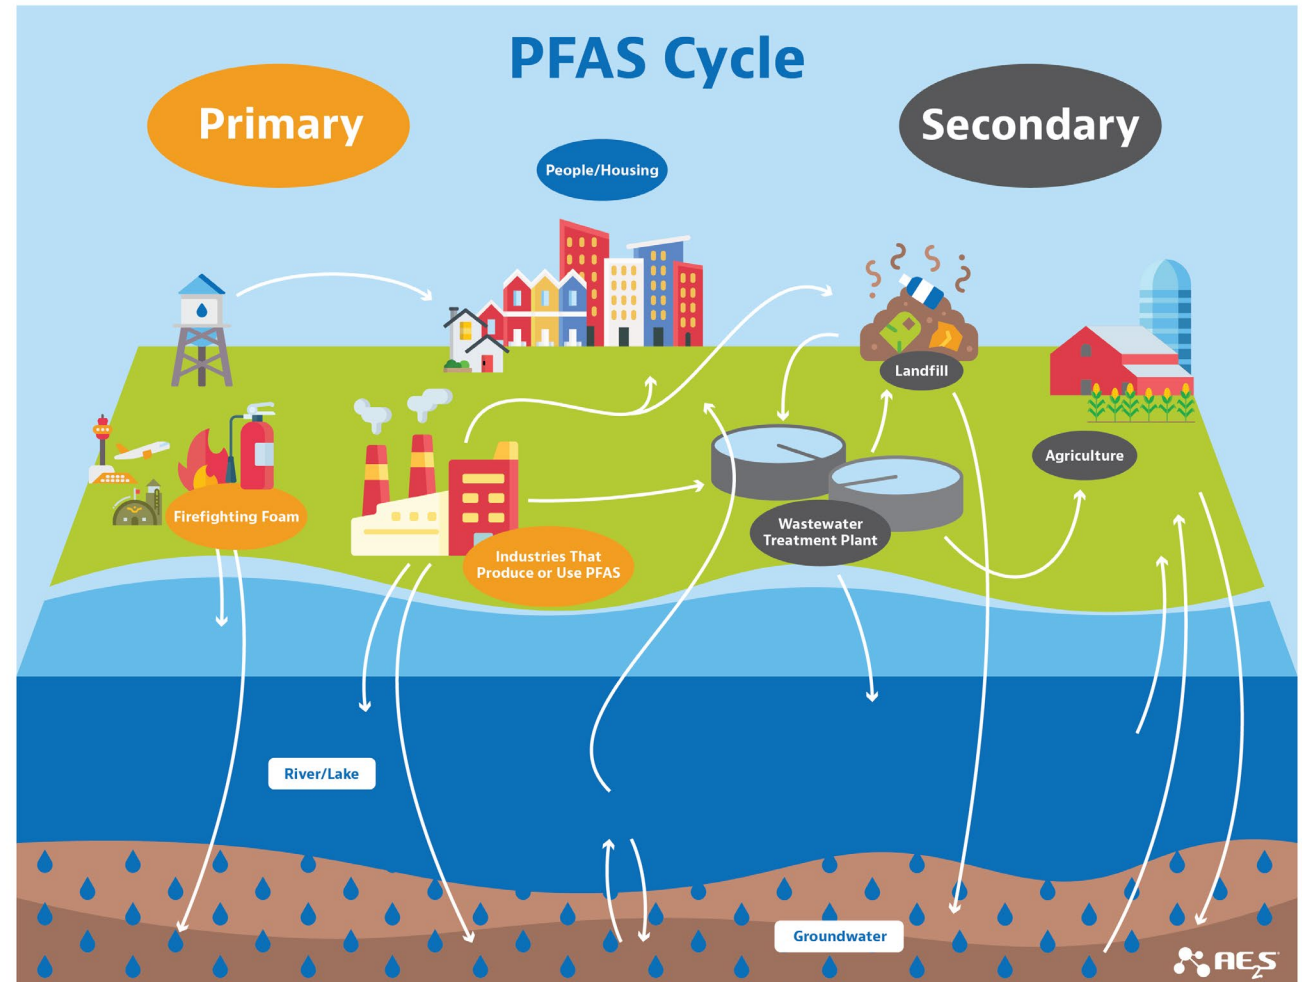 PFAS Cycle
Primary
Secondary
People/Housing
Landfill
Agriculture
Firefighting Foam
Wastewater
Treatment Plant
Industries That
Produce or Use PFAS
River/Lake
Groundwater
AE2S